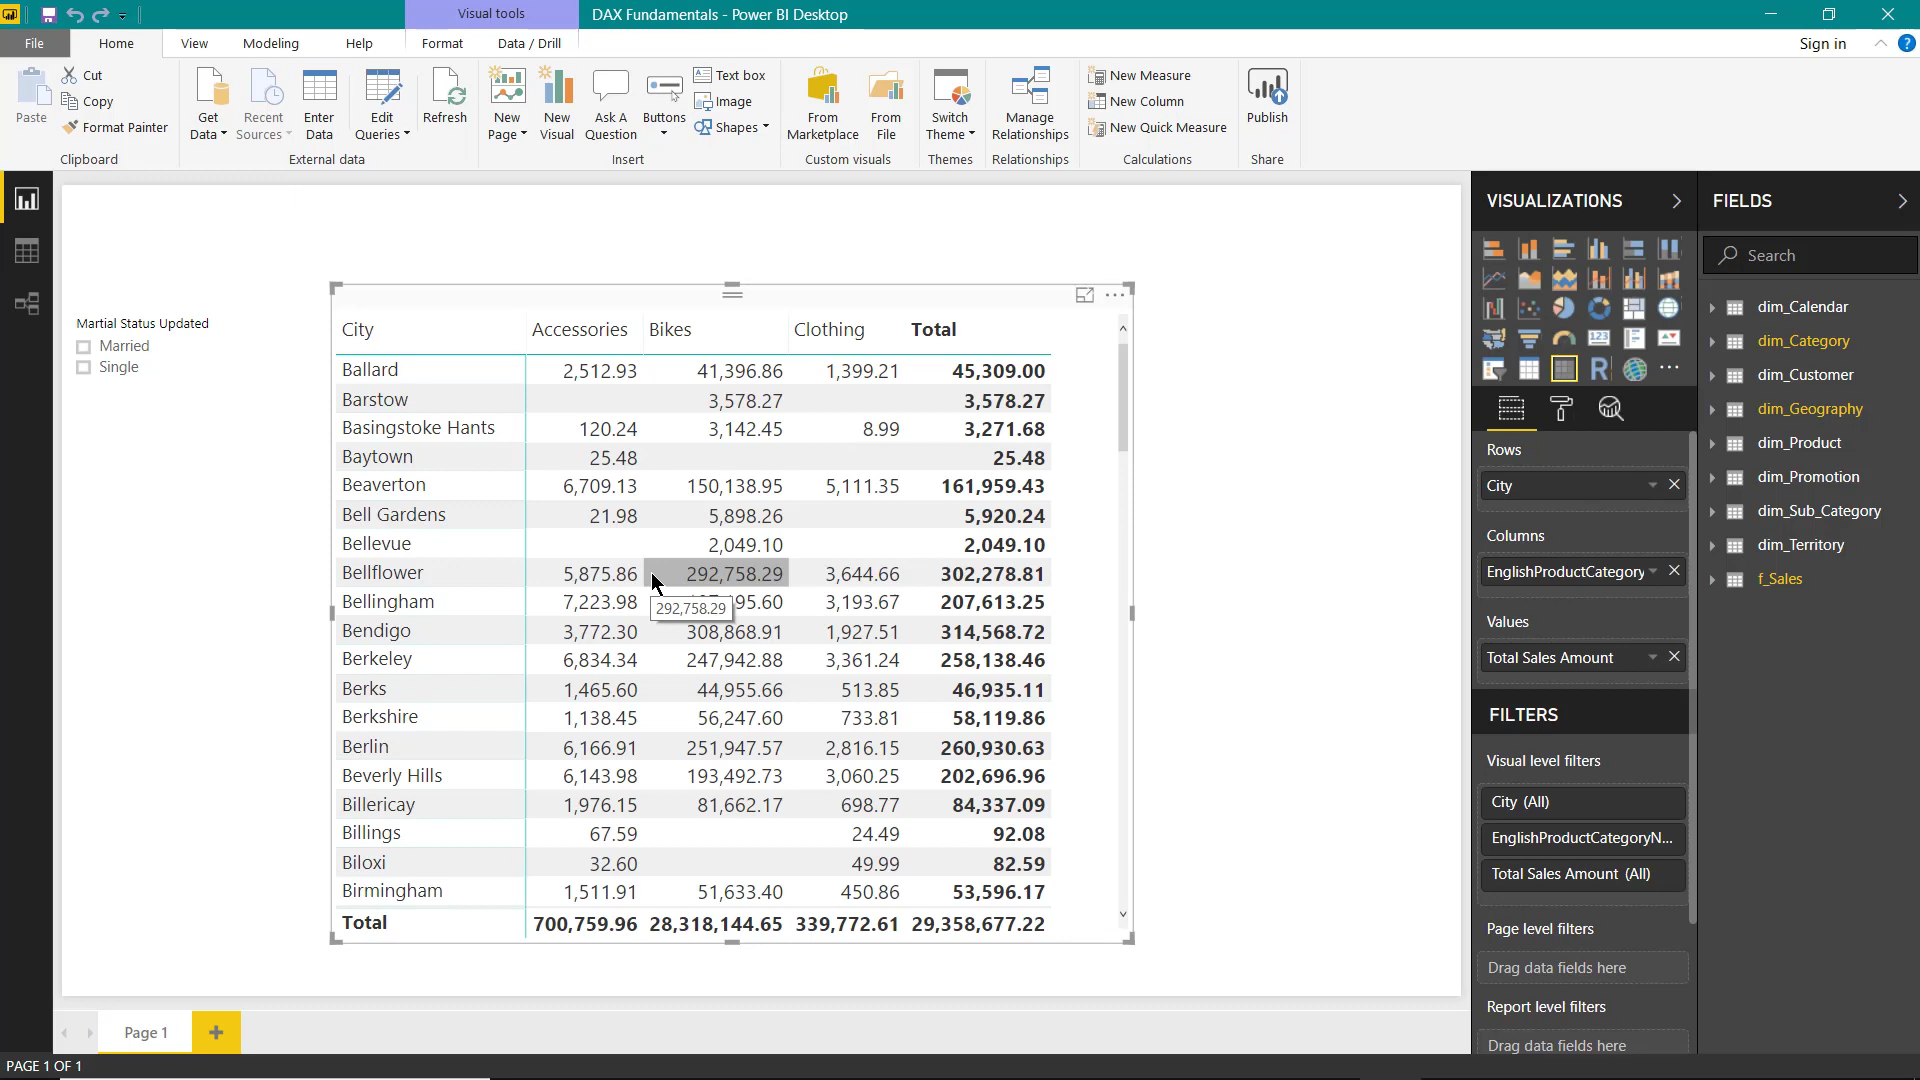 Visual tools
DAX Fundamentals - Power BI Desktop
File Home View Modeling Help Format Data / Drill Sign in
Paste
Cut
Copy
Format Painter
Clipboard
Get Data
Recent Sources
Enter Data
Edit Queries
Refresh
External data
New Page
New Visual
Ask A Question
Buttons
Text box
Image
Shapes
Insert
From Marketplace
From File
Custom visuals
Switch Theme
Themes
Manage Relationships
Relationships
New Measure
New Column
New Quick Measure
Calculations
Publish
Share
Martial Status Updated
Married
Single
City Accessories Bikes Clothing Total
Ballard 2,512.93 41,396.86 1,399.21 45,309.00
Barstow 3,578.27 3,578.27
Basingstoke Hants 120.24 3,142.45 8.99 3,271.68
Baytown 25.48 25.48
Beaverton 6,709.13 150,138.95 5,111.35 161,959.43
Bell Gardens 21.98 5,898.26 5,920.24
Bellevue 2,049.10 2,049.10
Bellflower 5,875.86 292,758.29 3,644.66 302,278.81
Bellingham 7,223.98 95.60 3,193.67 207,613.25
292,758.29
Bendigo 3,772.30 308,868.91 1,927.51 314,568.72
Berkeley 6,834.34 247,942.88 3,361.24 258,138.46
Berks 1,465.60 44,955.66 513.85 46,935.11
Berkshire 1,138.45 56,247.60 733.81 58,119.86
Berlin 6,166.91 251,947.57 2,816.15 260,930.63
Beverly Hills 6,143.98 193,492.73 3,060.25 202,696.96
Billericay 1,976.15 81,662.17 698.77 84,337.09
Billings 67.59 24.49 92.08
Biloxi 32.60 49.99 82.59
Birmingham 1,511.91 51,633.40 450.86 53,596.17
Total 700,759.96 28,318,144.65 339,772.61 29,358,677.22
VISUALIZATIONS
123
R
Rows
City
Columns
EnglishProductCategory
Values
Total Sales Amount
FILTERS
Visual level filters
City (All)
EnglishProductCategoryN...
Total Sales Amount (All)
Page level filters
Drag data fields here
Report level filters
Drag data fields here
FIELDS
Search
dim_Calendar
dim_Category
dim_Customer
dim_Geography
dim_Product
dim_Promotion
dim_Sub_Category
dim_Territory
f_Sales
Page 1
PAGE 1 OF 1